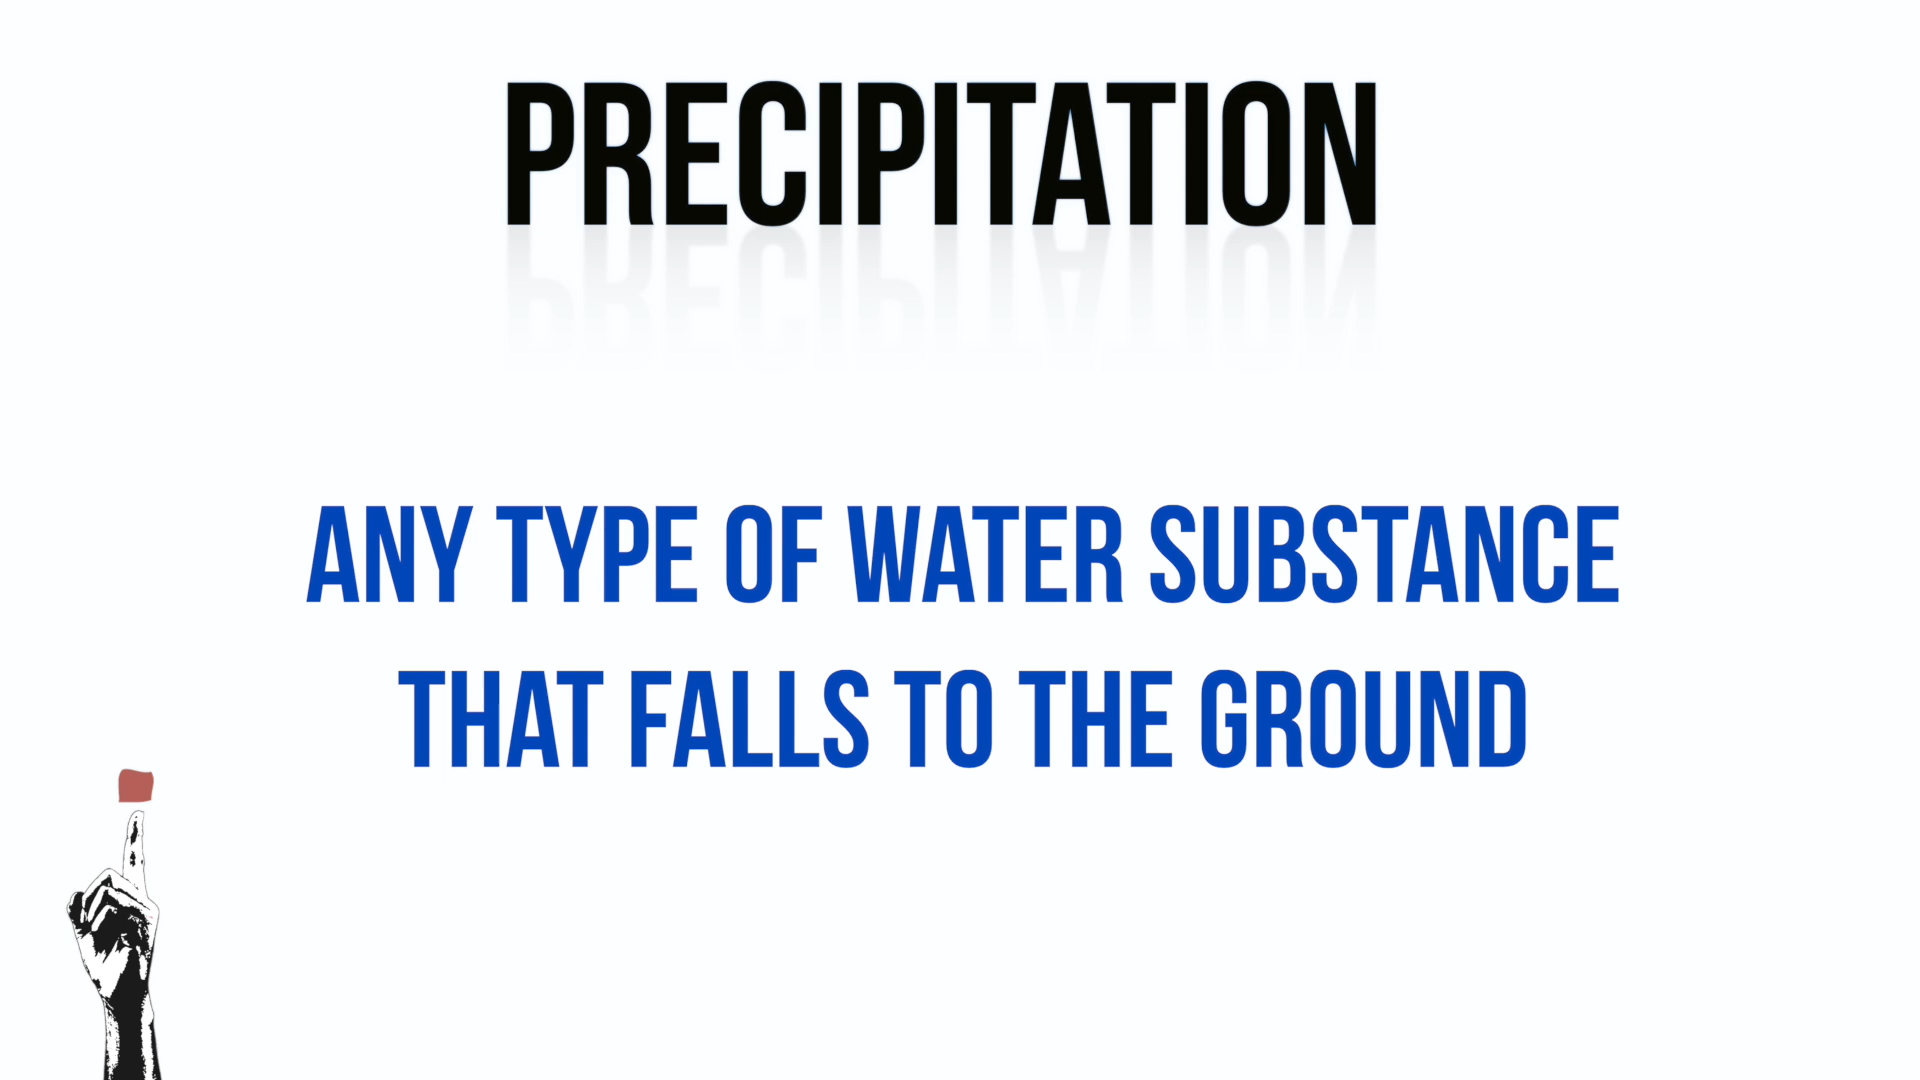 PRECIPITATION
ANY TYPE OF WATER SUBSTANCE
THAT FALLS TO THE GROUND